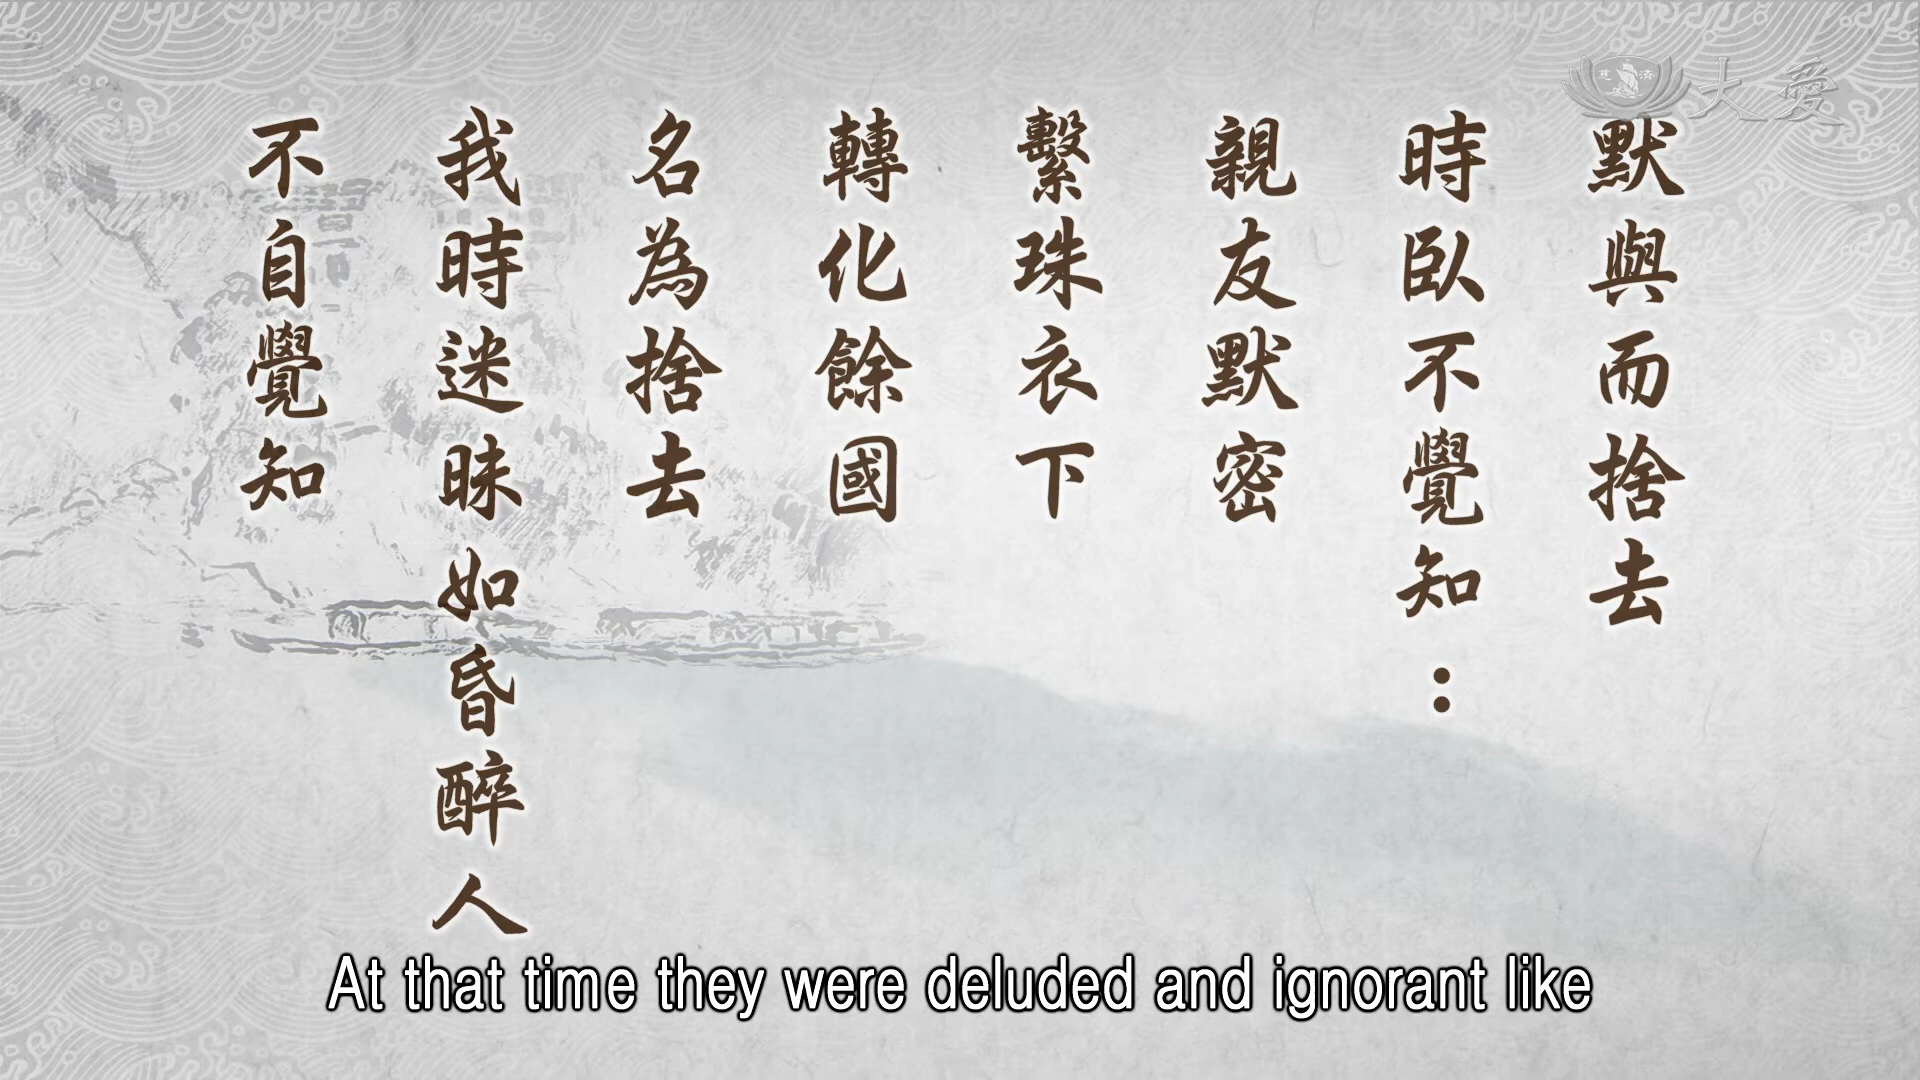 默與而捨去
時臥不覺知：
親友默密
繫珠衣下
轉化餘國
名為捨去
我時迷昧如昏醉人
不自覺知
慈濟
大愛
At that time they were deluded and ignorant like